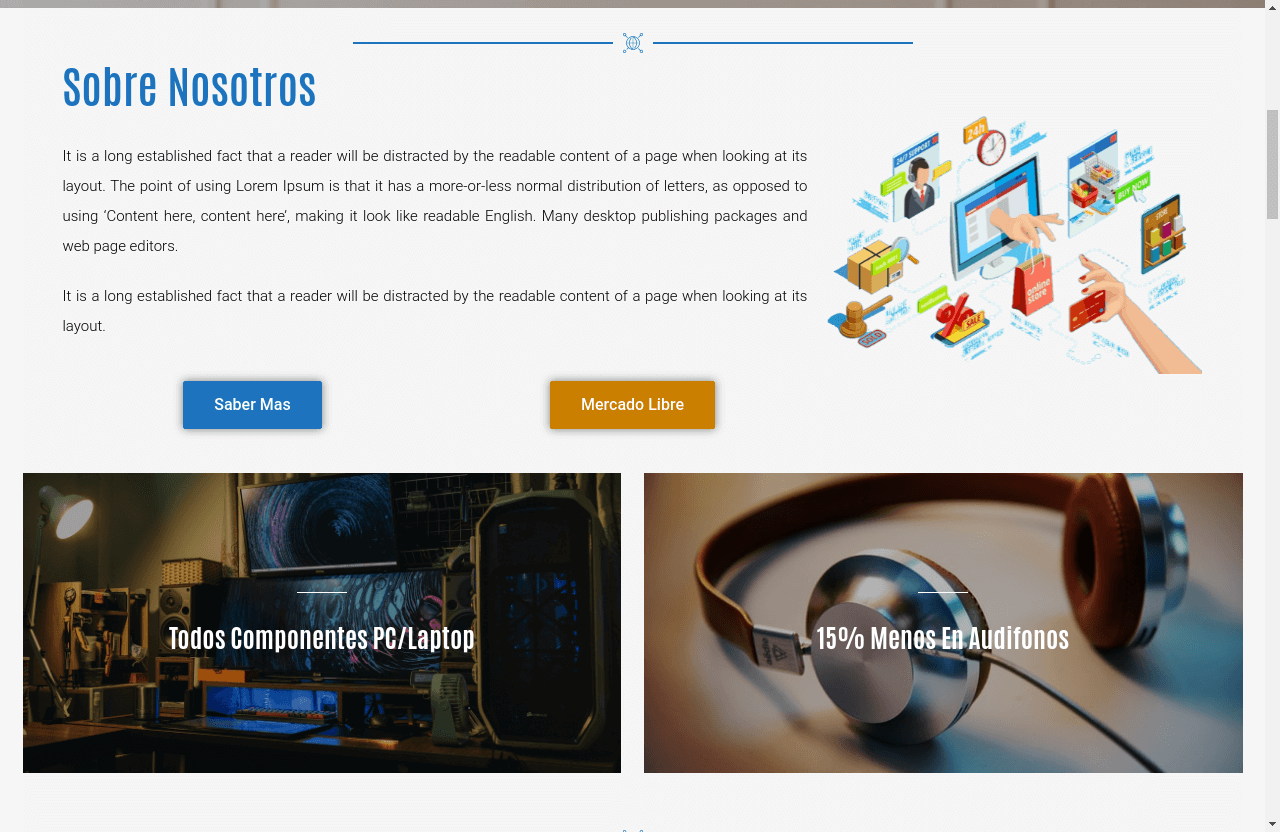 Sobre Nosotros
It is a long established fact that a reader will be distracted by the readable content of a page when looking at its
layout. The point of using Lorem Ipsum is that it has a more-or-less normal distribution of letters, as opposed to
using ‘Content here, content here’, making it look like readable English. Many desktop publishing packages and
web page editors.
It is a long established fact that a reader will be distracted by the readable content of a page when looking at its
layout.
24h
24/7 SUPPORT
BUY NOW
STORE
online
store
SALE
SOLD
Saber Mas
Mercado Libre
Todos Componentes PC/Laptop
15% Menos En Audifonos